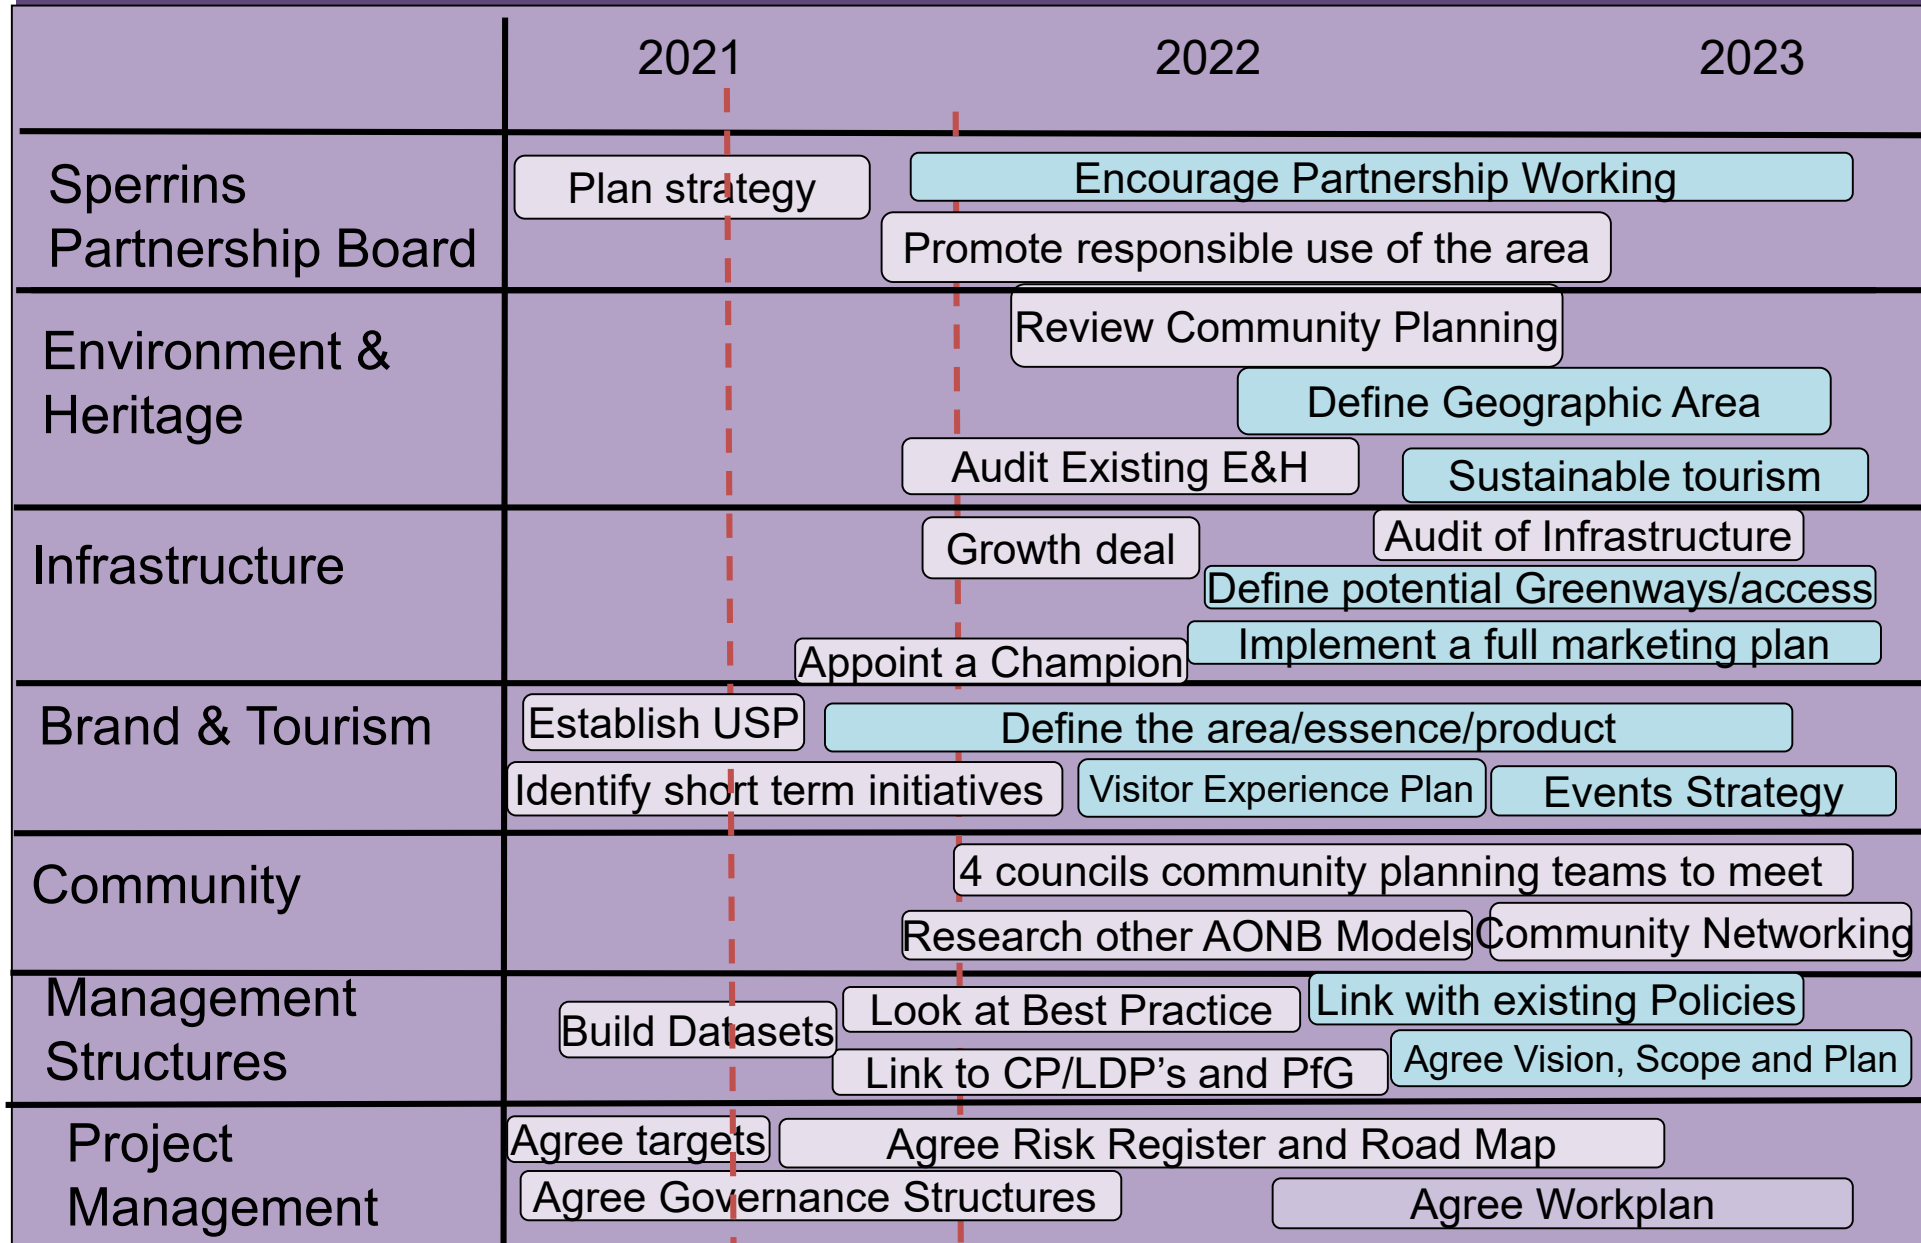 2021 2022 2023
Sperrins
Partnership Board
Plan strategy
Encourage Partnership Working
Promote responsible use of the area
Environment &
Heritage
Review Community Planning
Define Geographic Area
Audit Existing E&H
Sustainable tourism
Infrastructure
Growth deal
Audit of Infrastructure
Define potential Greenways/access
Appoint a Champion
Implement a full marketing plan
Brand & Tourism
Establish USP
Define the area/essence/product
Identify short term initiatives
Visitor Experience Plan
Events Strategy
Community
4 councils community planning teams to meet
Research other AONB Models
Community Networking
Management
Structures
Build Datasets
Look at Best Practice
Link with existing Policies
Link to CP/LDP’s and PfG
Agree Vision, Scope and Plan
Project
Management
Agree targets
Agree Risk Register and Road Map
Agree Governance Structures
Agree Workplan